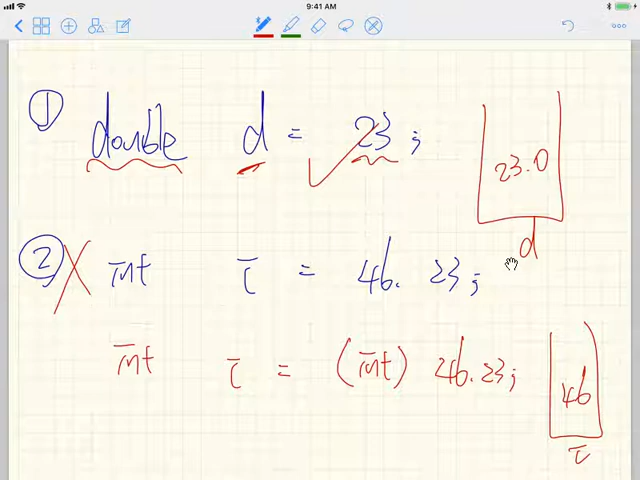 9:41 AM
① double d = 23;
23.0
d
② int i = 46.23;
int i = (int) 46.23;
46
i